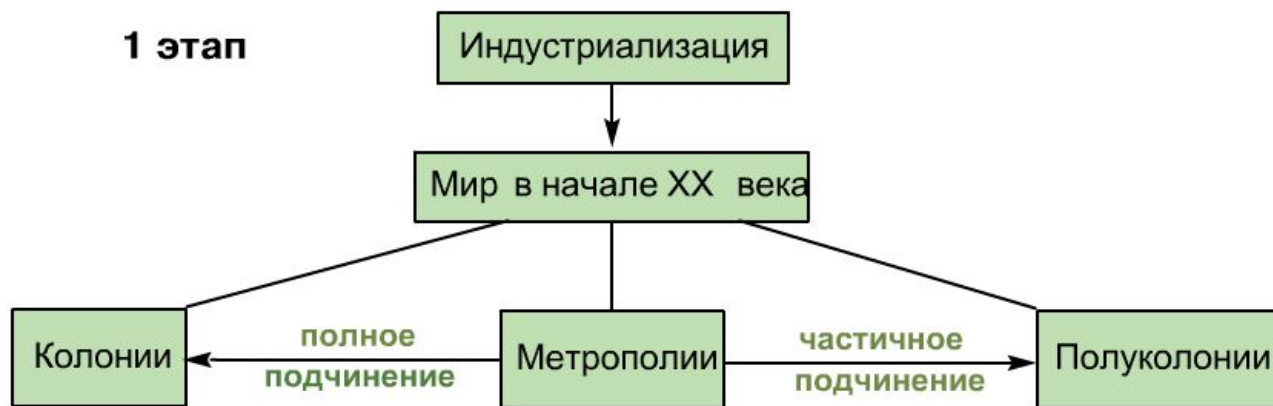 1 этап
Индустриализация
Мир в начале XX века
Колонии
полное
подчинение
Метрополии
частичное
подчинение
Полуколонии